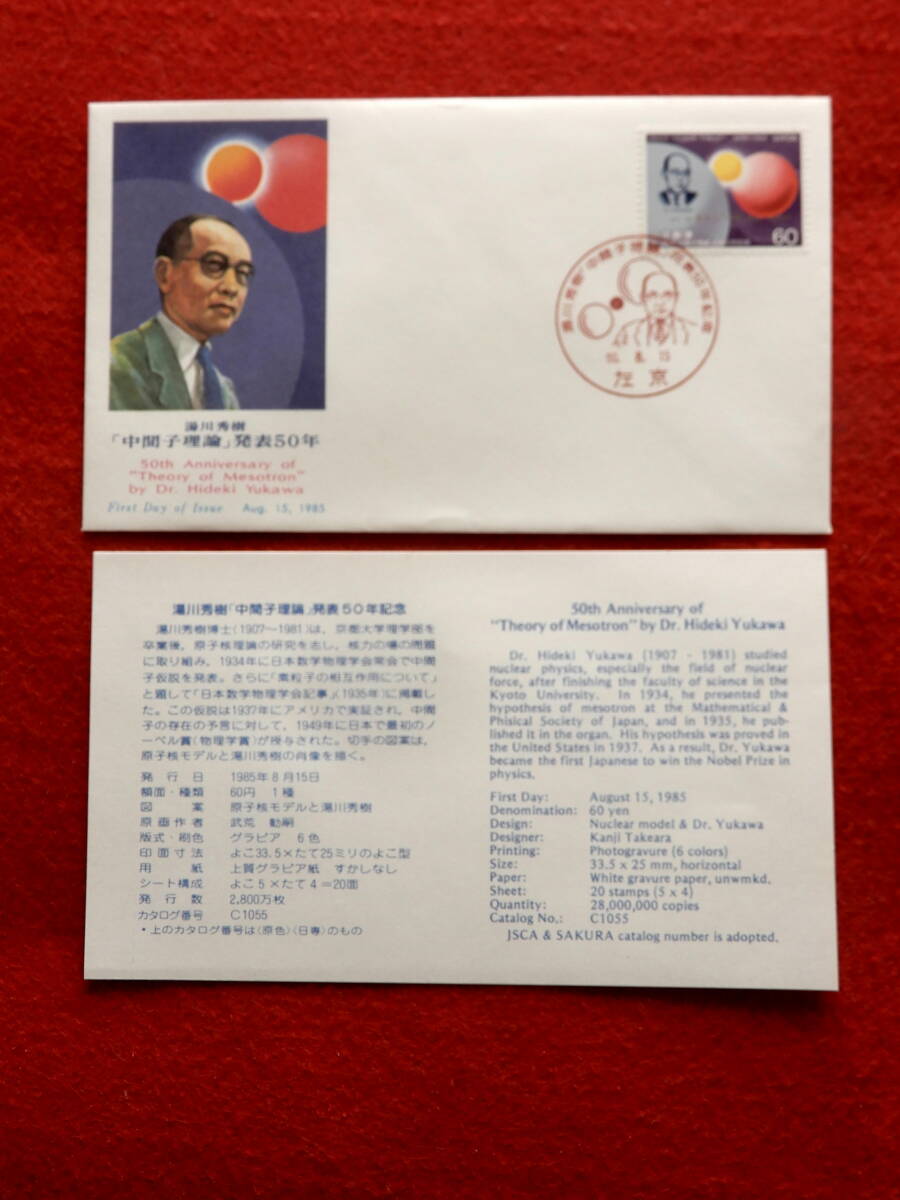 60
湯川秀樹「中間子理論」発表50年記念
60. 8. 15
左京
湯川秀樹
「中間子理論」発表50年
50th Anniversary of
"Theory of Mesotron"
by Dr. Hideki Yukawa
First Day of Issue Aug. 15, 1985
湯川秀樹「中間子理論」発表50年記念
湯川秀樹博士(1907〜1981)は、京都大学理学部を
卒業後、原子核理論の研究を志し、核力の場の問題
に取り組み、1934年に日本数学物理学会常会で中間
子仮説を発表。さらに「素粒子の相互作用について」
と題して「日本数学物理学会記事」(1935年)に掲載し
た。この仮説は1937年にアメリカで実証され、中間
子の存在の予言に対して、1949年に日本で最初のノ
ーベル賞(物理学賞)が授与された。切手の図案は、
原子核モデルと湯川秀樹の肖像を描く。
発行日 1985年8月15日
額面・種類 60円 1種
図案 原子核モデルと湯川秀樹
原画作者 武荒 勧嗣
版式・刷色 グラビア 6色
印面寸法 よこ33.5×たて25ミリのよこ型
用紙 上質グラビア紙 すかしなし
シート構成 よこ5×たて4=20面
発行数 2,800万枚
カタログ番号 C1055
・上のカタログ番号は〈原色〉〈日専〉のもの
50th Anniversary of
"Theory of Mesotron" by Dr. Hideki Yukawa
Dr. Hideki Yukawa (1907 - 1981) studied
nuclear physics, especially the field of nuclear
force, after finishing the faculty of science in the
Kyoto University. In 1934, he presented the
hypothesis of mesotron at the Mathematical &
Phisical Society of Japan, and in 1935, he pub-
lished it in the organ. His hypothesis was proved in
the United States in 1937. As a result, Dr. Yukawa
became the first Japanese to win the Nobel Prize in
physics.
First Day: August 15, 1985
Denomination: 60 yen
Design: Nuclear model & Dr. Yukawa
Designer: Kanji Takeara
Printing: Photogravure (6 colors)
Size: 33.5 x 25 mm, horizontal
Paper: White gravure paper, unwmkd.
Sheet: 20 stamps (5 x 4)
Quantity: 28,000,000 copies
Catalog No.: C1055
JSCA & SAKURA catalog number is adopted.